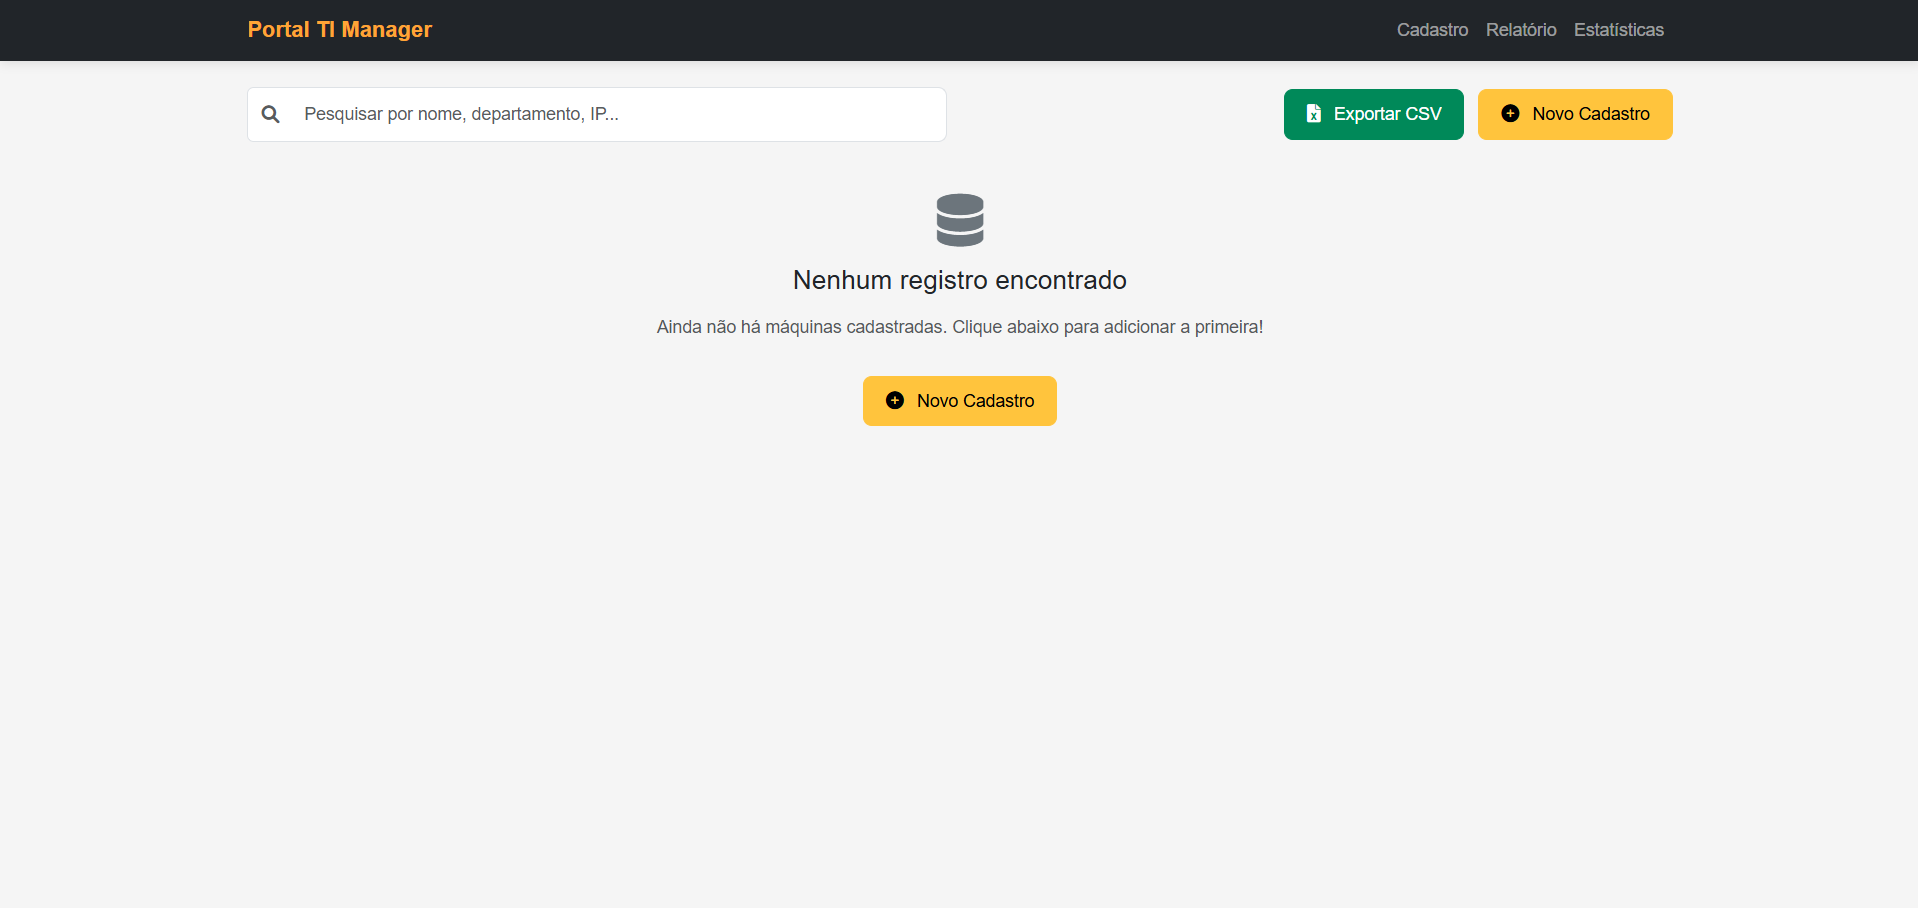 Portal TI Manager
Cadastro Relatório Estatísticas
Pesquisar por nome, departamento, IP...
Exportar CSV
Novo Cadastro
Nenhum registro encontrado
Ainda não há máquinas cadastradas. Clique abaixo para adicionar a primeira!
Novo Cadastro